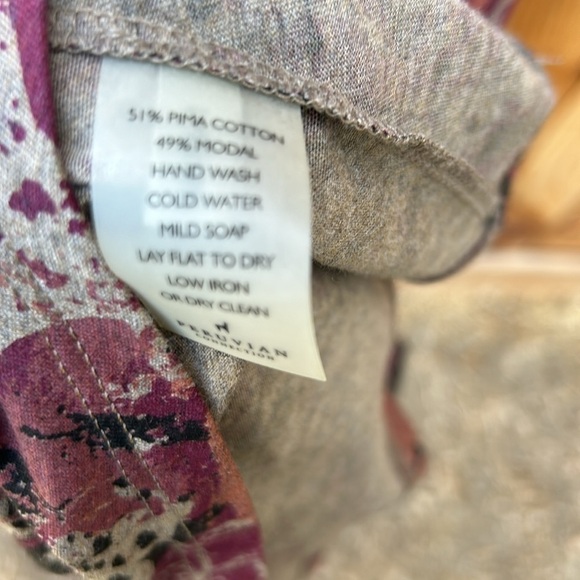 51% PIMA COTTON
49% MODAL
HAND WASH
COLD WATER
MILD SOAP
LAY FLAT TO DRY
LOW IRON
OR DRY CLEAN
PERUVIAN
CONNECTION